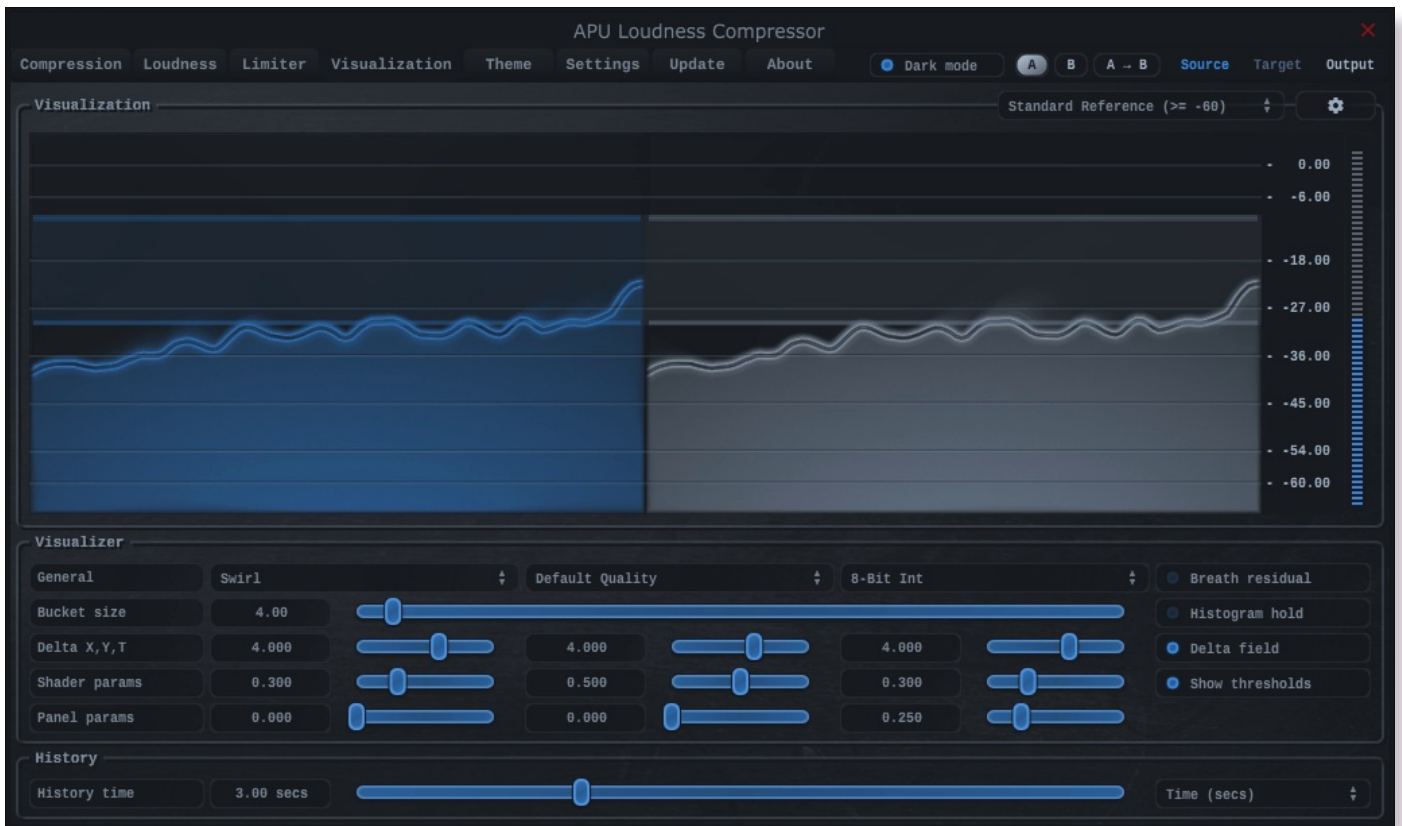 APU Loudness Compressor
Compression Loudness Limiter Visualization Theme Settings Update About Dark mode A B A → B Source Target Output
Visualization Standard Reference (>= -60)
- 0.00
- -6.00
- -18.00
- -27.00
- -36.00
- -45.00
- -54.00
- -60.00
Visualizer
General Swirl Default Quality 8-Bit Int Breath residual
Bucket size 4.00 Histogram hold
Delta X,Y,T 4.000 4.000 4.000 Delta field
Shader params 0.300 0.500 0.300 Show thresholds
Panel params 0.000 0.000 0.250
History
History time 3.00 secs Time (secs)